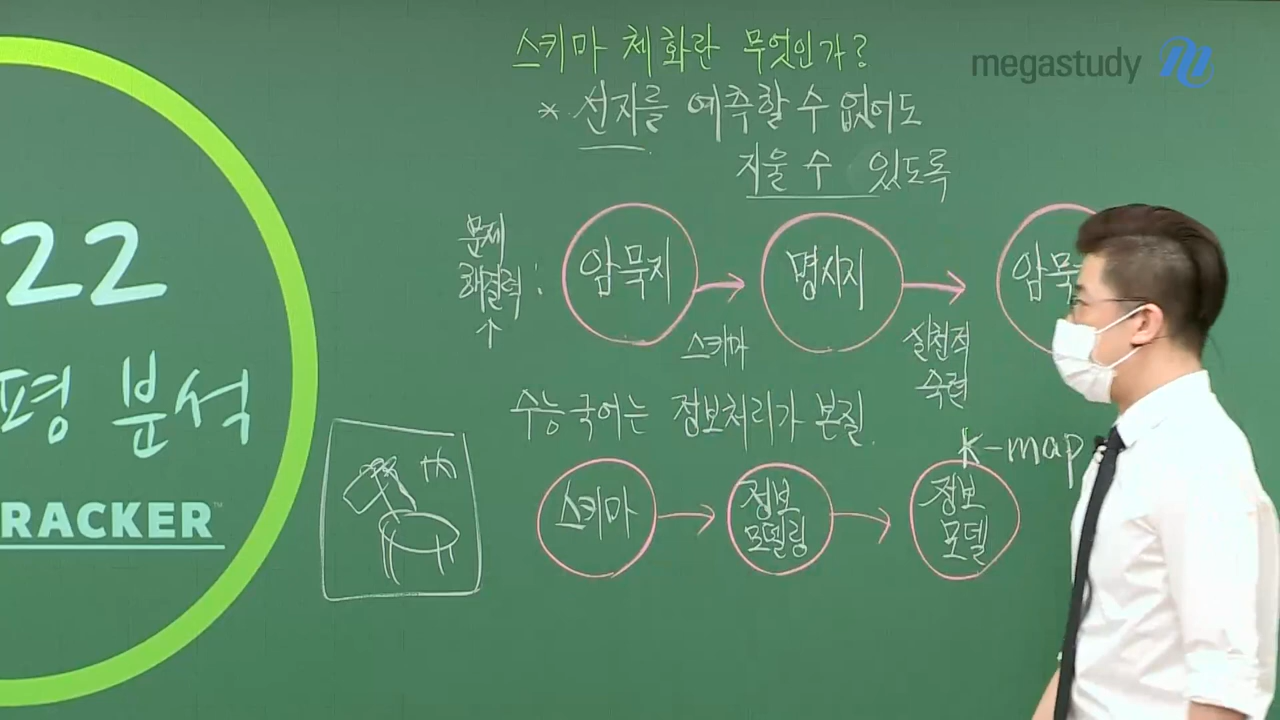 스키마 체화란 무엇인가?
megastudy
* 선지를 예측할 수 없어도
지울 수 있도록
문제
해결력 :
↑
암묵지 → 명시지 → 암묵
스키마
실천적
숙련
수능국어는 정보처리가 본질.
K-map
스키마 → 정보
모델링 → 정보
모델
22
평 분석
RACKER™